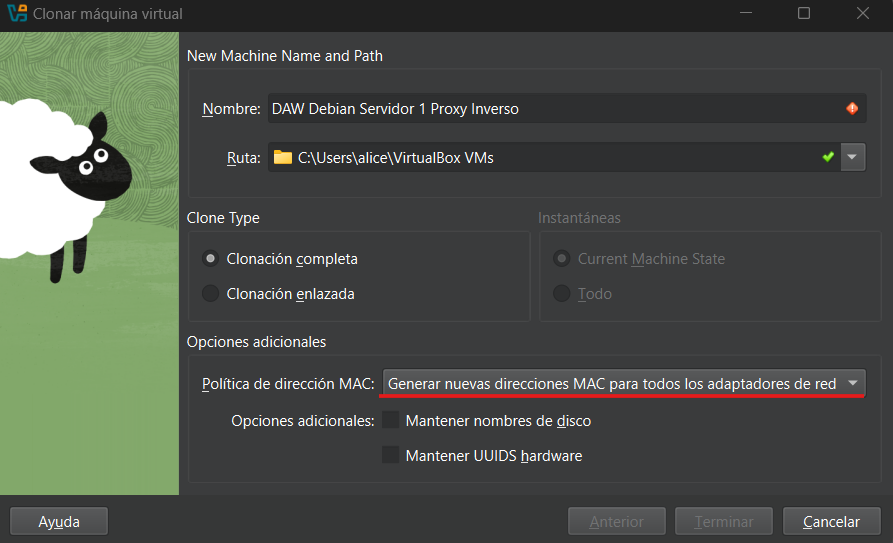 Clonar máquina virtual
New Machine Name and Path
Nombre: DAW Debian Servidor 1 Proxy Inverso
Ruta: C:\Users\alice\VirtualBox VMs
Clone Type
Clonación completa
Clonación enlazada
Instantáneas
Current Machine State
Todo
Opciones adicionales
Política de dirección MAC: Generar nuevas direcciones MAC para todos los adaptadores de red
Opciones adicionales: Mantener nombres de disco
Mantener UUIDS hardware
Ayuda Anterior Terminar Cancelar